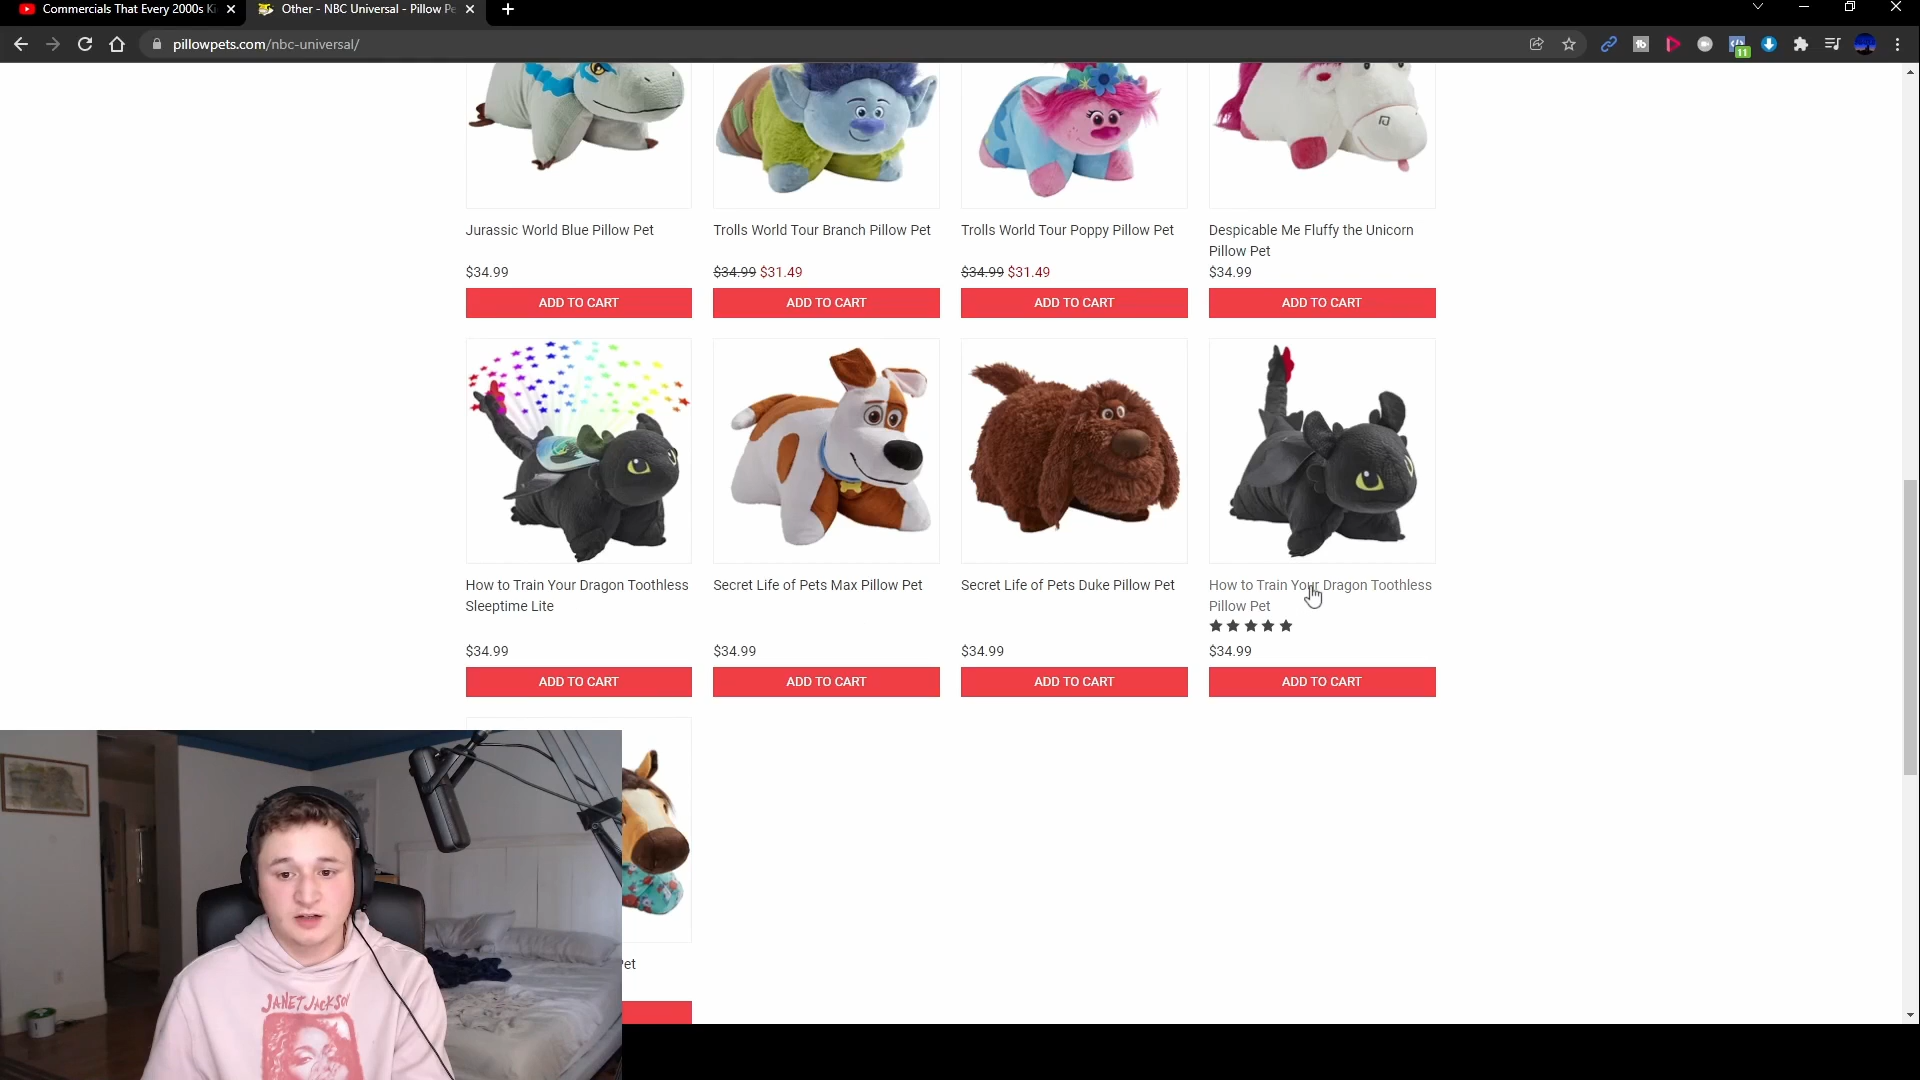 Commercials That Every 2000s Ki
Other - NBC Universal - Pillow Pe
pillowpets.com/nbc-universal/
11
Jurassic World Blue Pillow Pet
Trolls World Tour Branch Pillow Pet
Trolls World Tour Poppy Pillow Pet
Despicable Me Fluffy the Unicorn
Pillow Pet
$34.99
$34.99 $31.49
$34.99 $31.49
$34.99
ADD TO CART
ADD TO CART
ADD TO CART
ADD TO CART
How to Train Your Dragon Toothless
Sleeptime Lite
Secret Life of Pets Max Pillow Pet
Secret Life of Pets Duke Pillow Pet
How to Train Your Dragon Toothless
Pillow Pet
$34.99
$34.99
$34.99
$34.99
ADD TO CART
ADD TO CART
ADD TO CART
ADD TO CART
Pet
JANET JACKSON